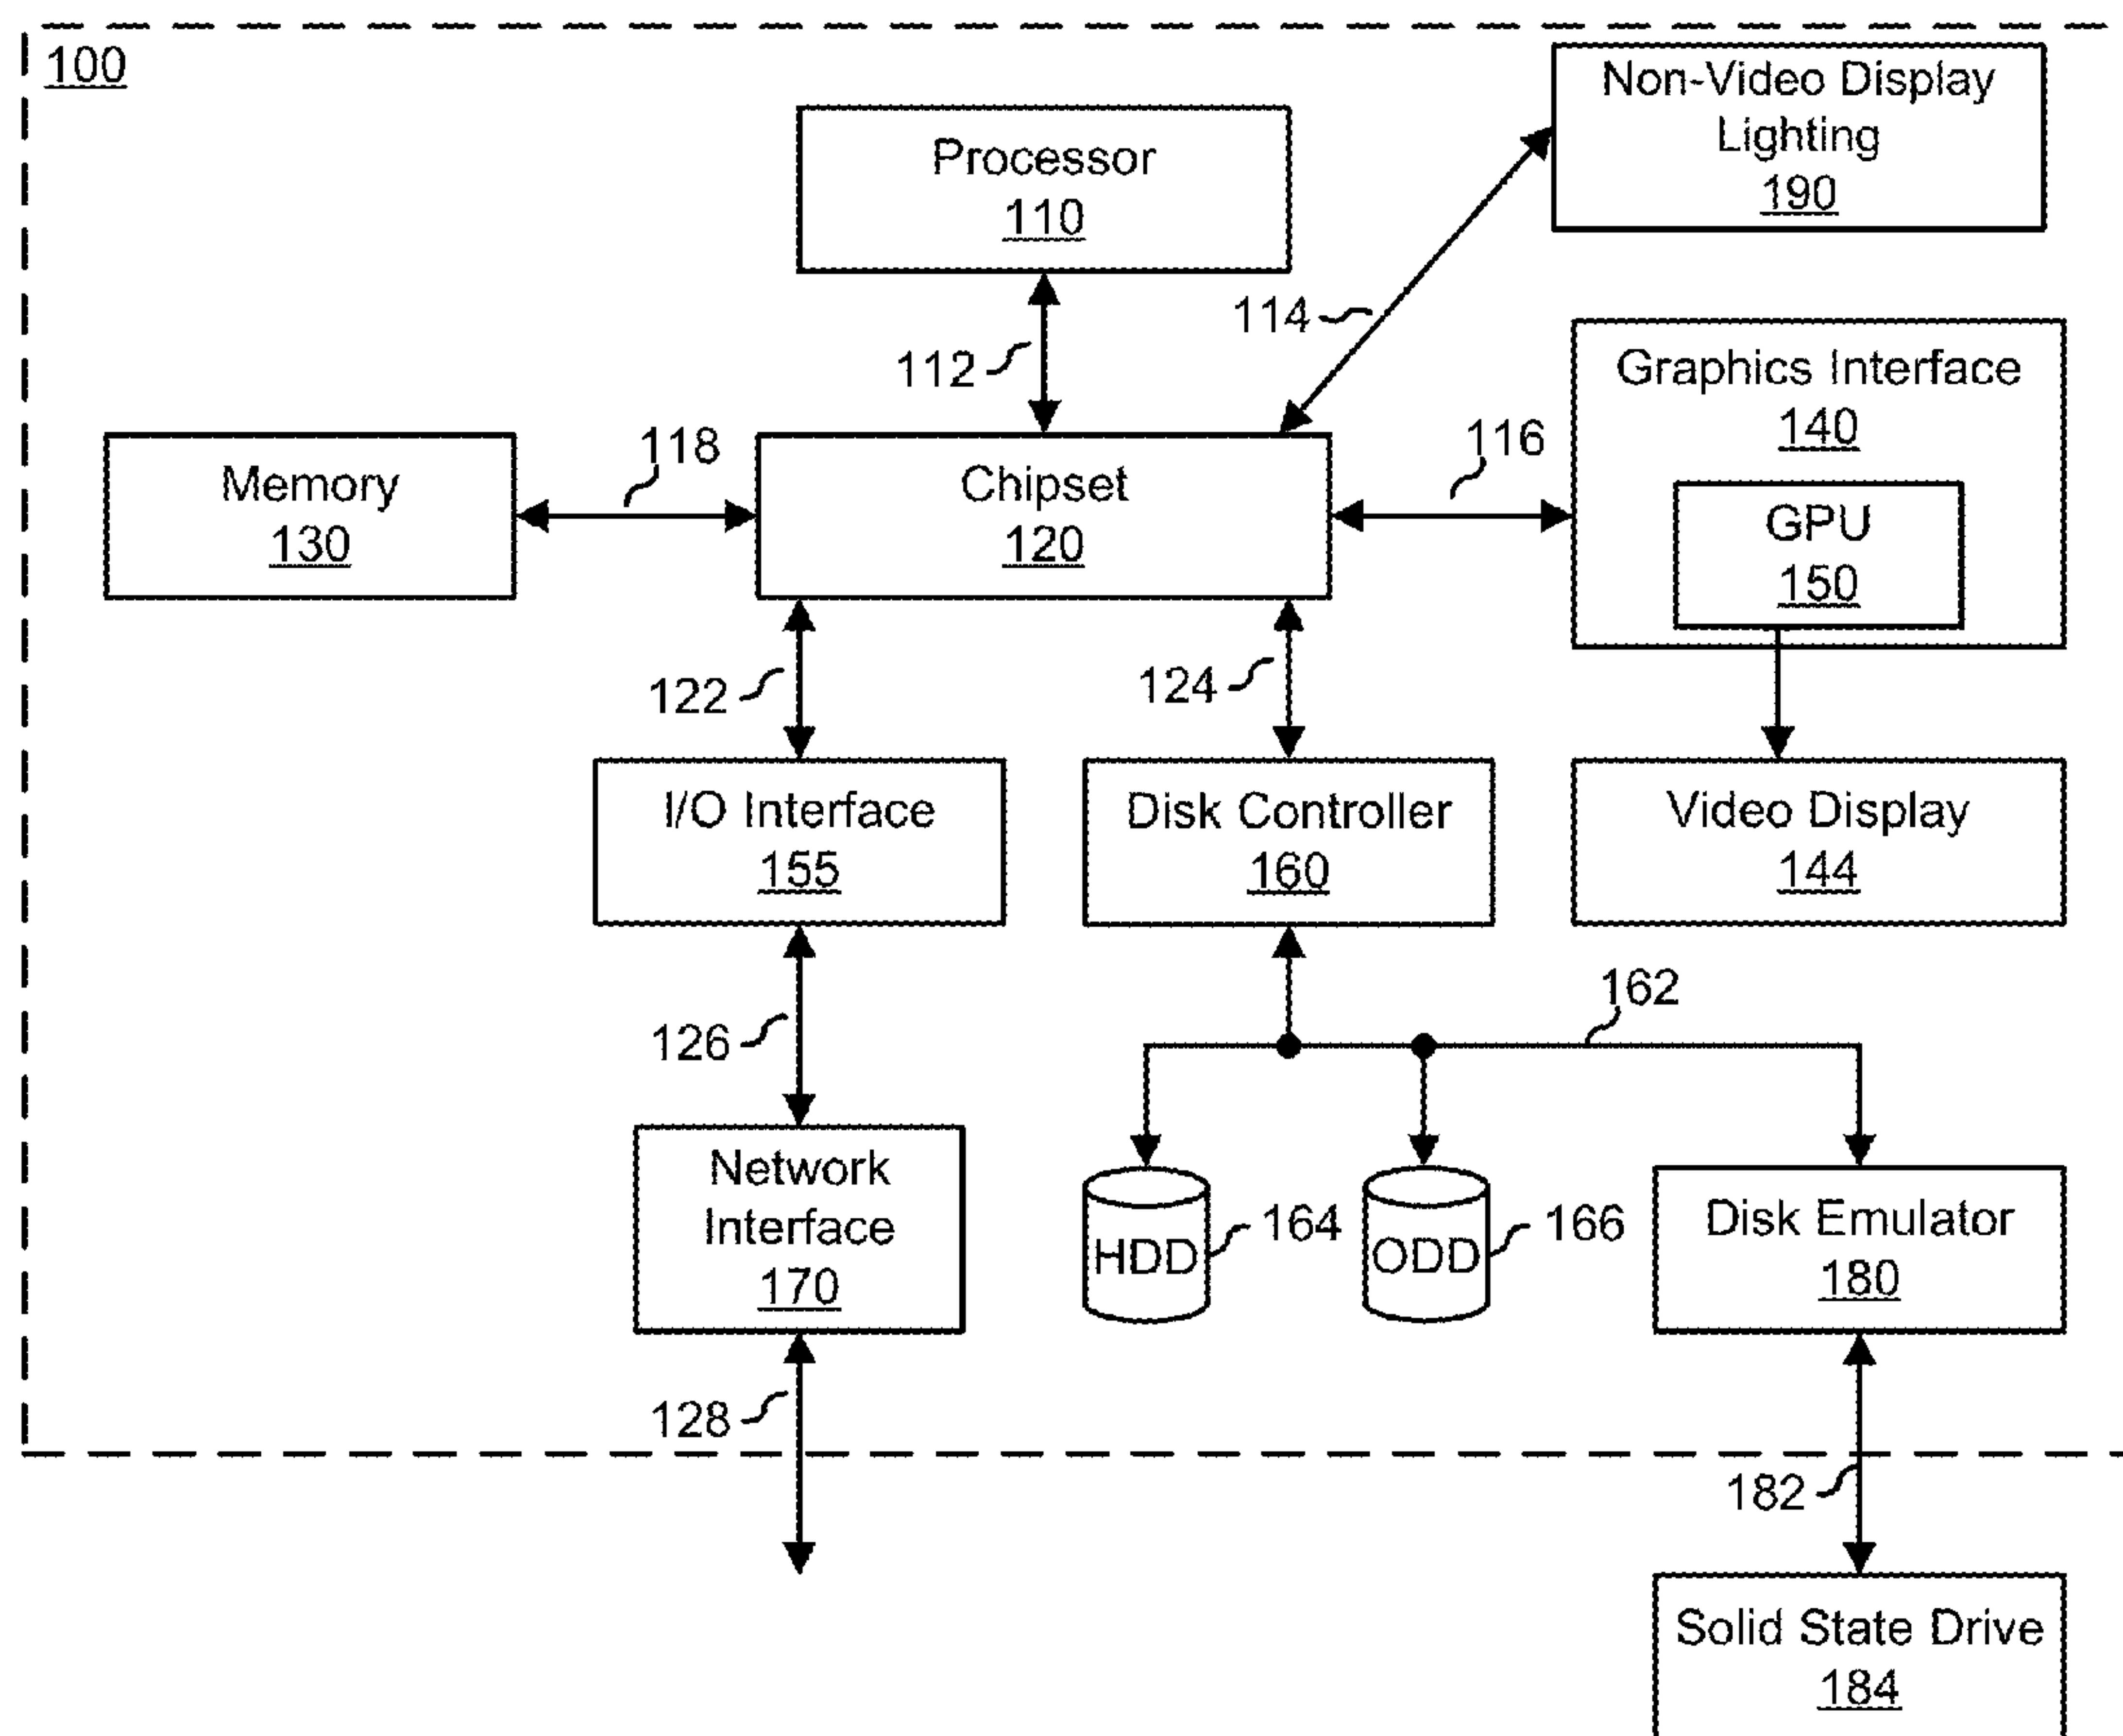 100
Non-Video Display
Lighting
190
Processor
110
114
112
Graphics Interface
140
118
116
Memory
130
Chipset
120
GPU
150
122
124
I/O Interface
155
Disk Controller
160
Video Display
144
162
126
Network
Interface
170
HDD
164
ODD
166
Disk Emulator
180
128
182
Solid State Drive
184